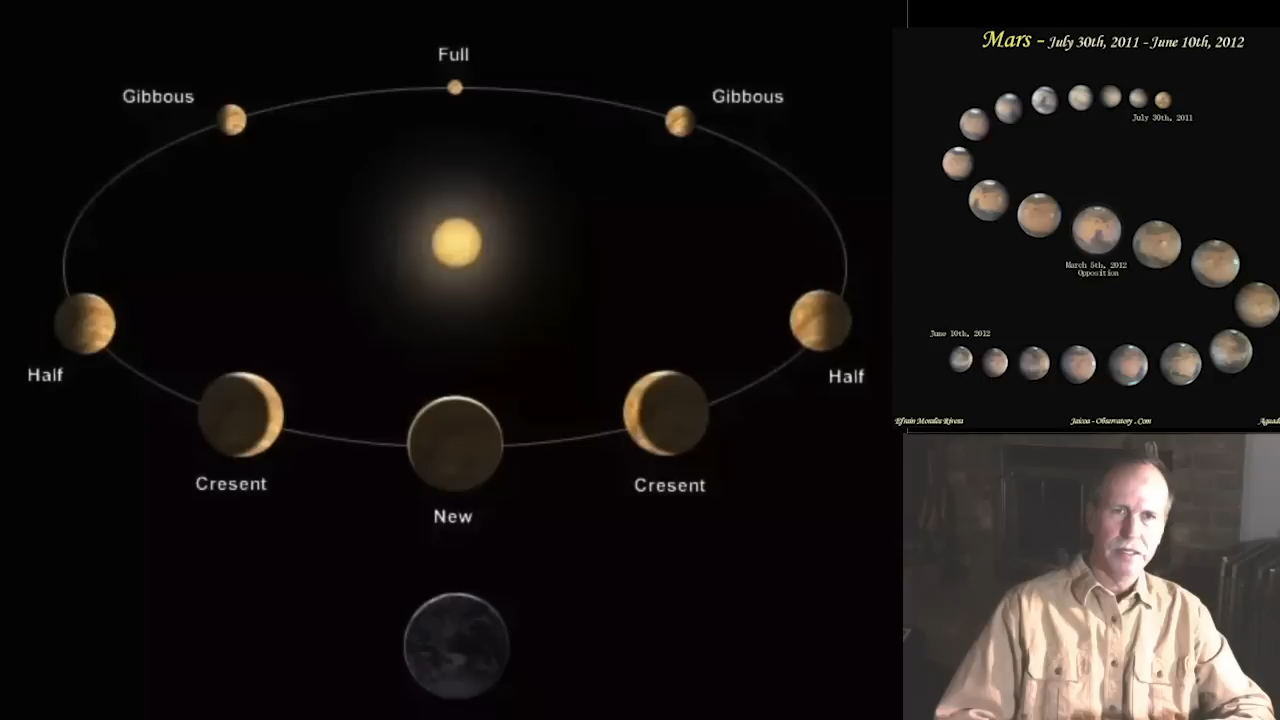 Full
Gibbous
Gibbous
Half
Half
Cresent
Cresent
New
Mars - July 30th, 2011 - June 10th, 2012
July 30th, 2011
March 5th, 2012
Opposition
June 10th, 2012
Efrain Morales Rivera
Jaicoa - Observatory .Com